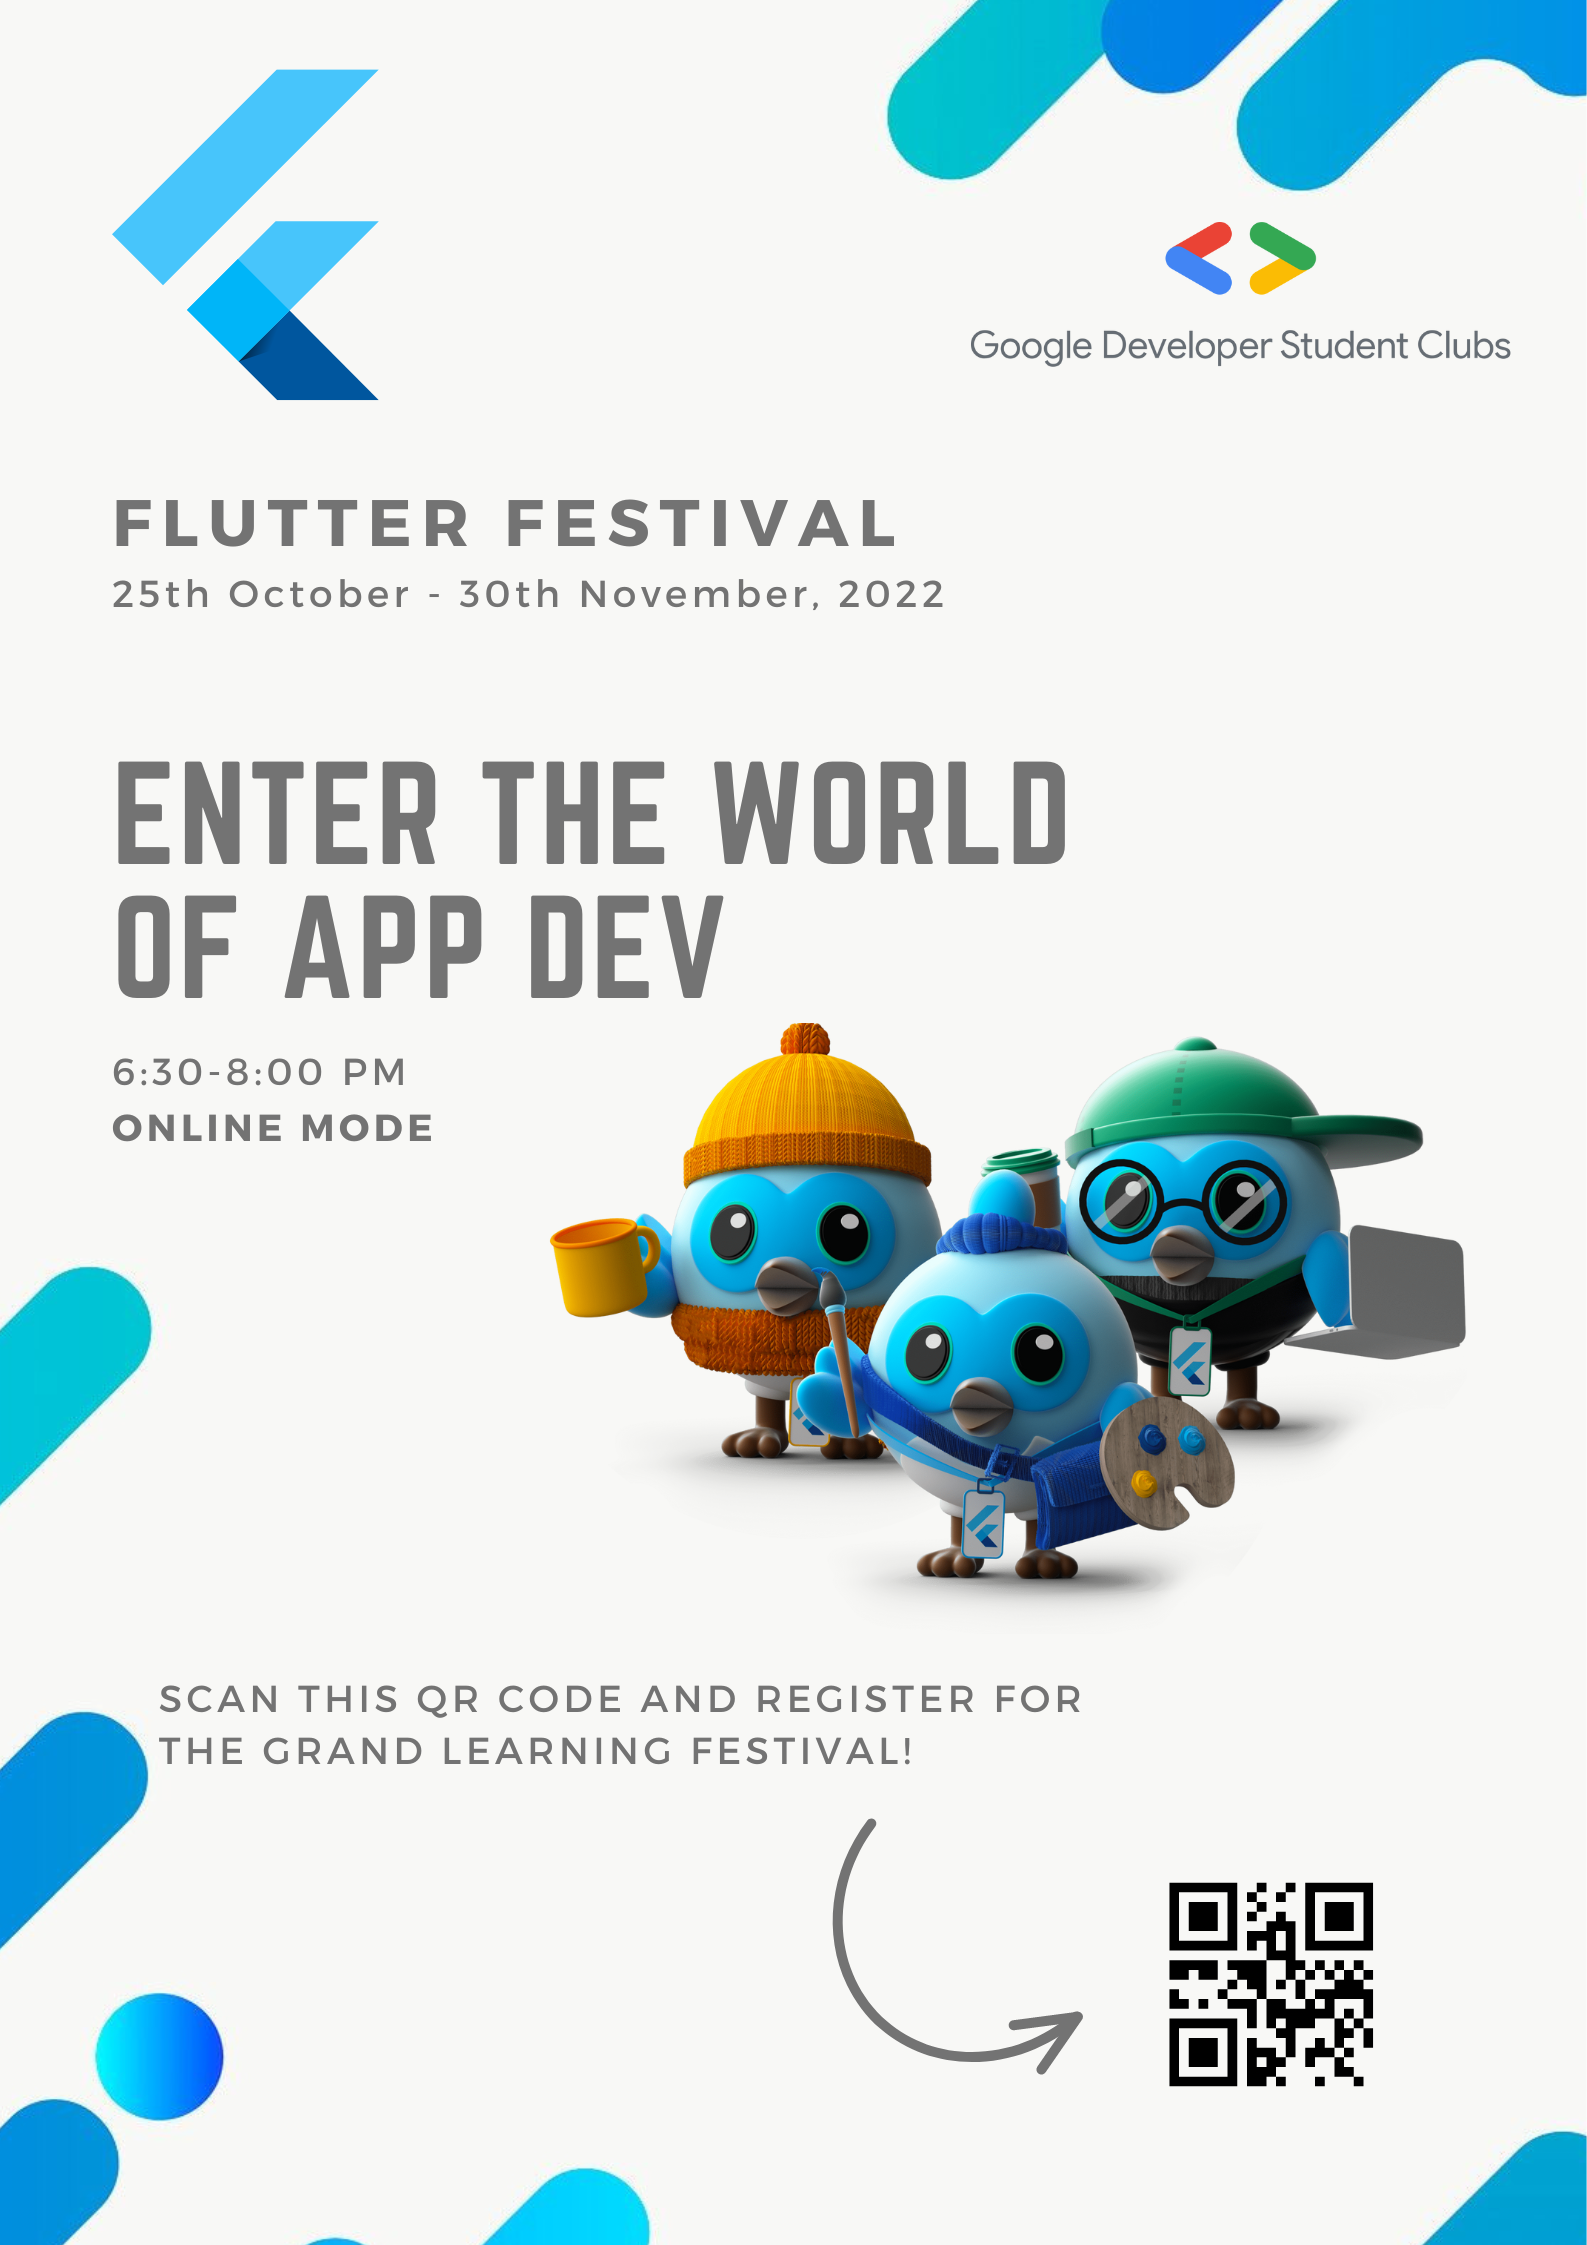 Google Developer Student Clubs
FLUTTER FESTIVAL
25th October - 30th November, 2022
ENTER THE WORLD
OF APP DEV
6:30-8:00 PM
ONLINE MODE
SCAN THIS QR CODE AND REGISTER FOR
THE GRAND LEARNING FESTIVAL!